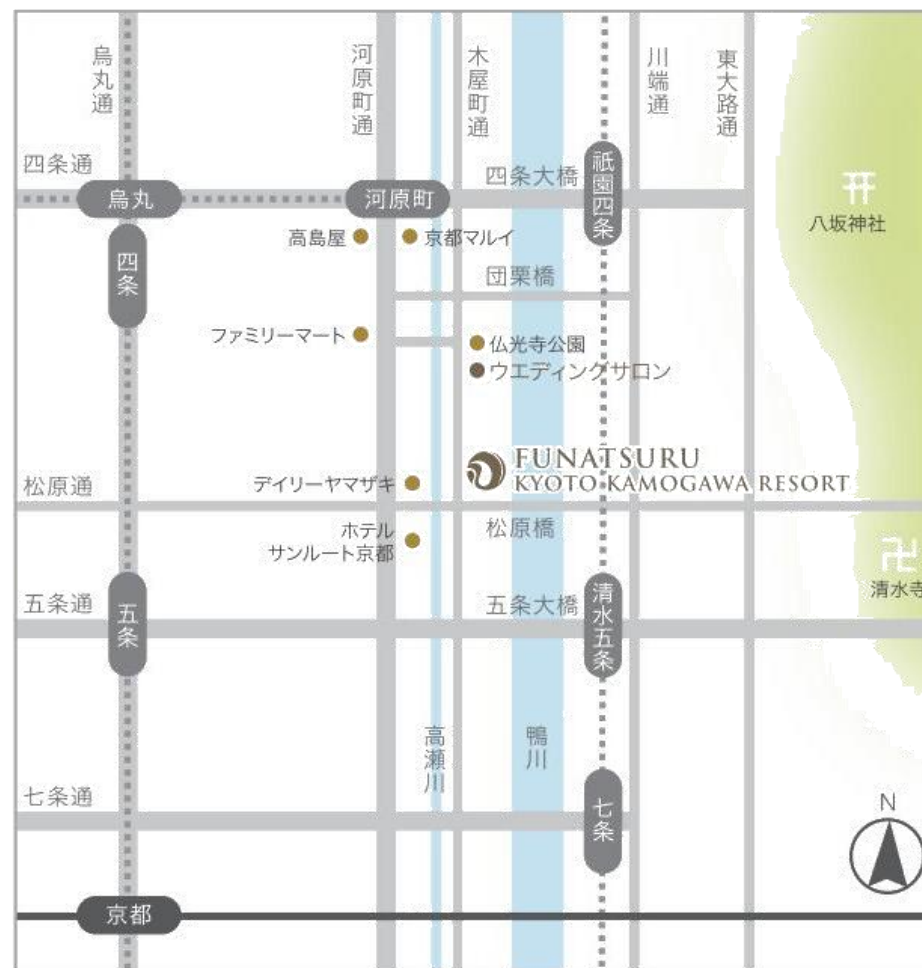 烏丸通
河原町通
木屋町通
川端通
東大路通
四条通
四条大橋
祇園四条
烏丸
河原町
八坂神社
四条
高島屋
京都マルイ
団栗橋
ファミリーマート
仏光寺公園
ウエディングサロン
FUNATSURU
KYOTO KAMOGAWA RESORT
松原通
デイリーヤマザキ
ホテル
サンルート京都
松原橋
清水寺
五条通
五条
五条大橋
清水五条
高瀬川
鴨川
七条通
七条
N
京都